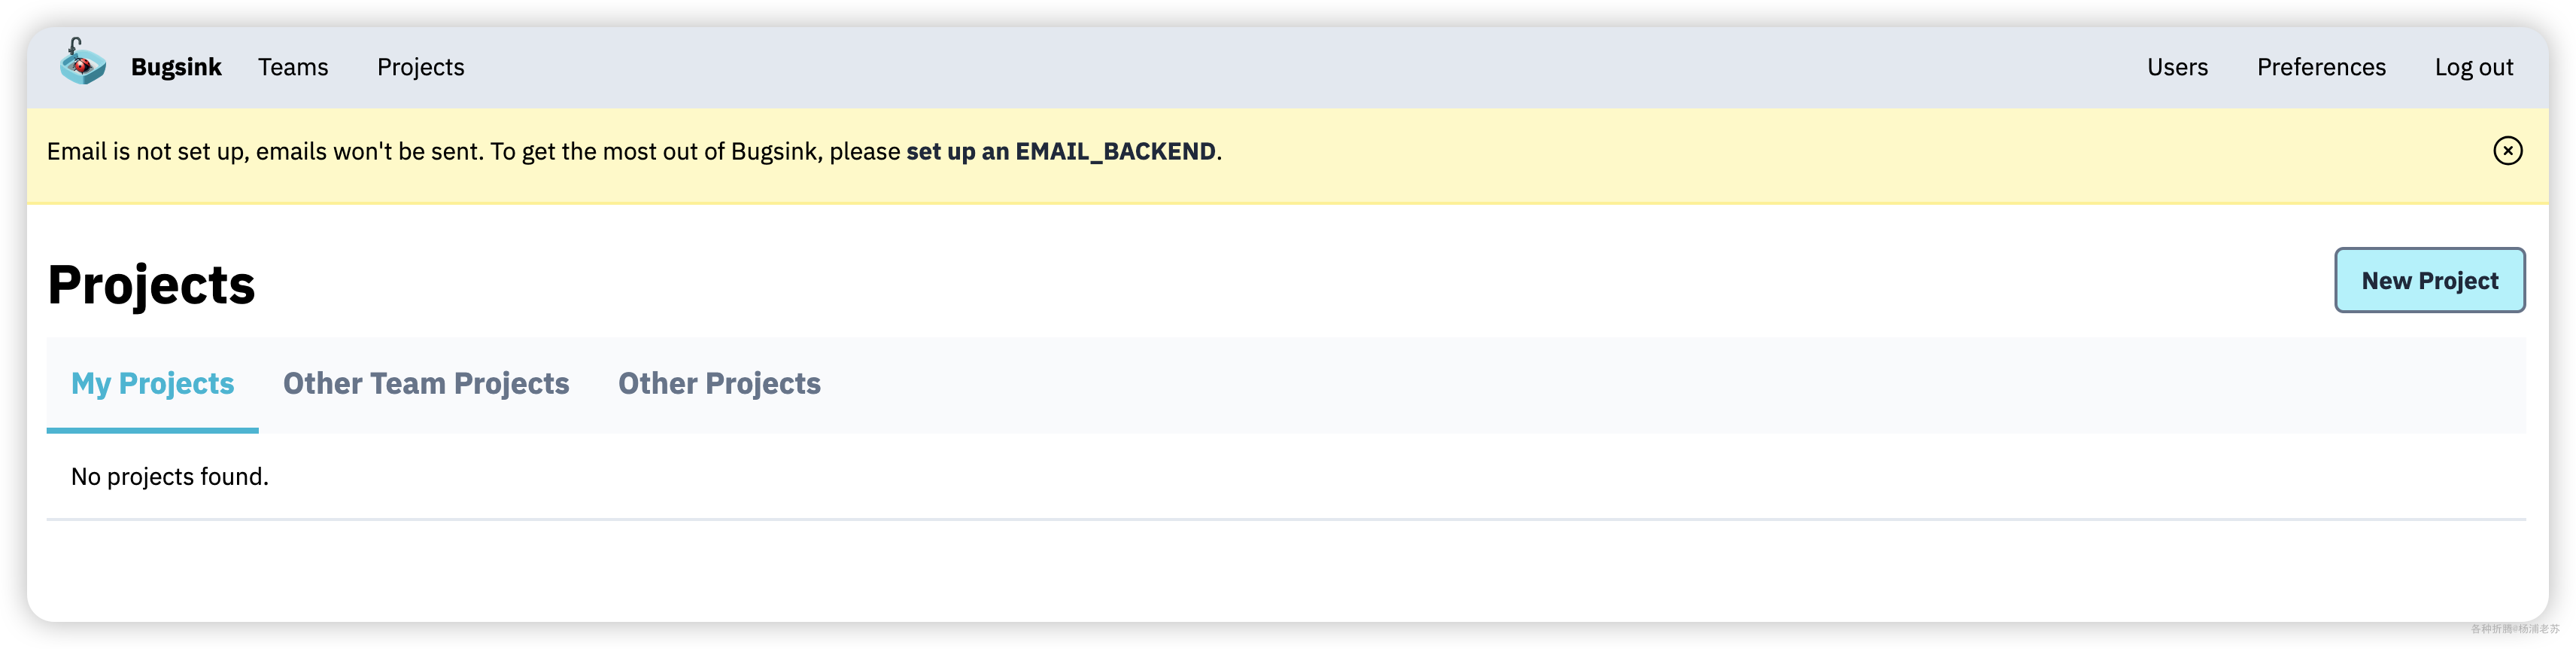 Bugsink Teams Projects Users Preferences Log out
Email is not set up, emails won't be sent. To get the most out of Bugsink, please set up an EMAIL_BACKEND.
Projects
New Project
My Projects Other Team Projects Other Projects
No projects found.
各种折腾@杨浦老苏